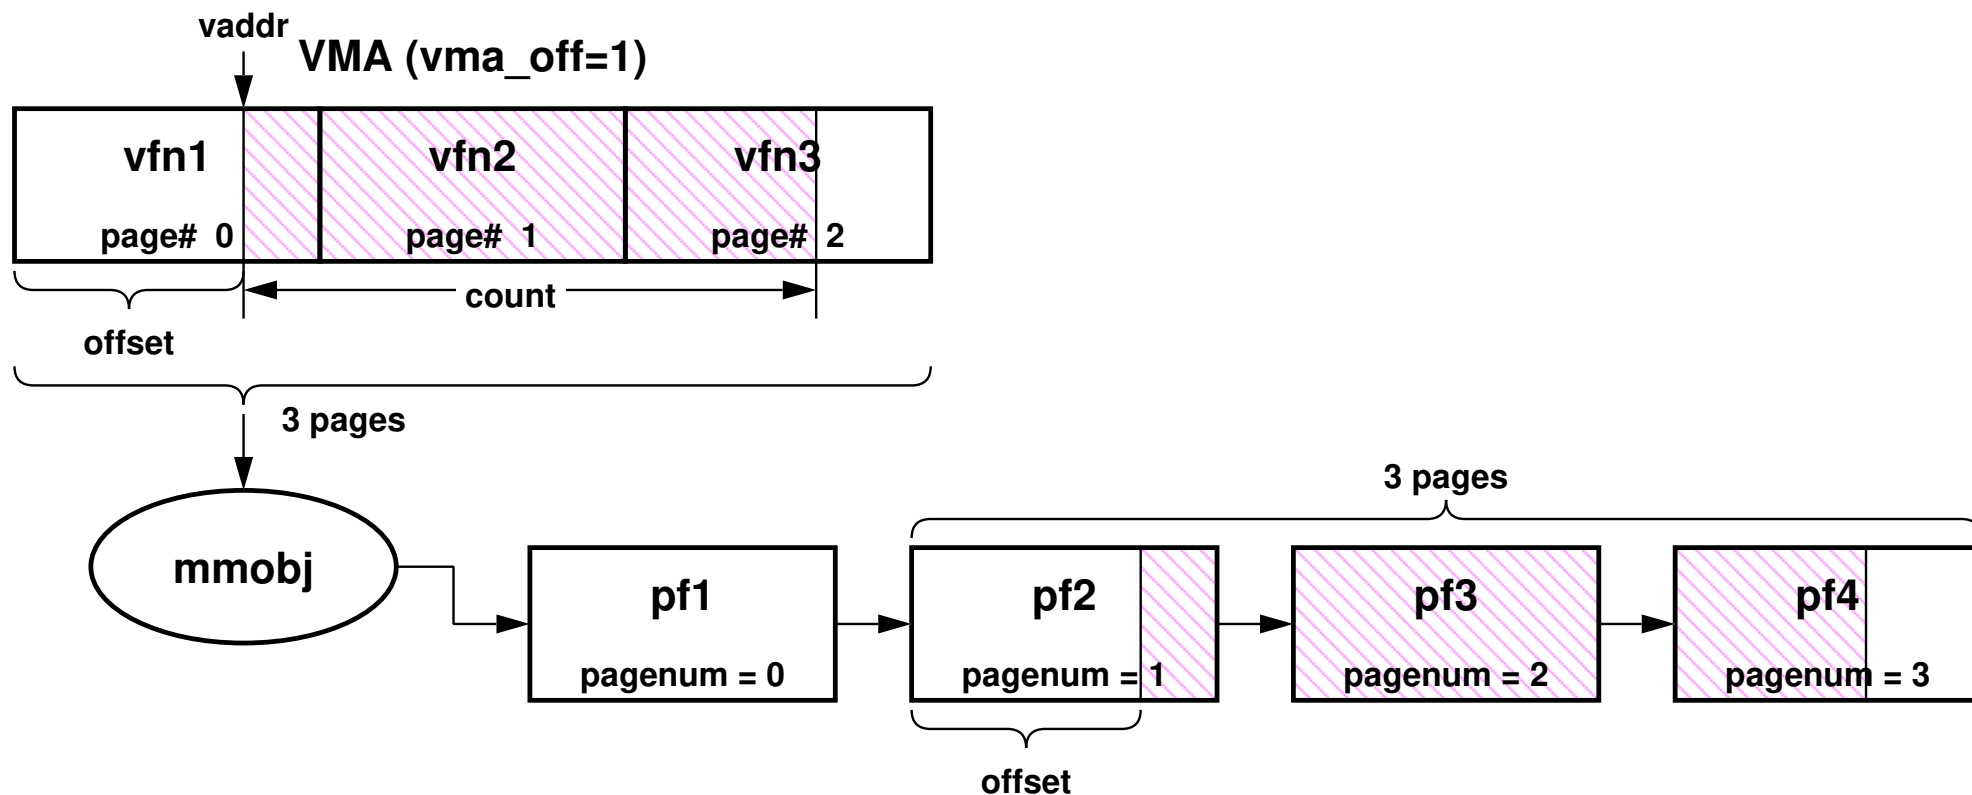 vaddr
VMA (vma_off=1)
vfn1
vfn2
vfn3
page# 0
page# 1
page# 2
count
offset
3 pages
3 pages
mmobj
pf1
pf2
pf3
pf4
pagenum = 0
pagenum = 1
pagenum = 2
pagenum = 3
offset